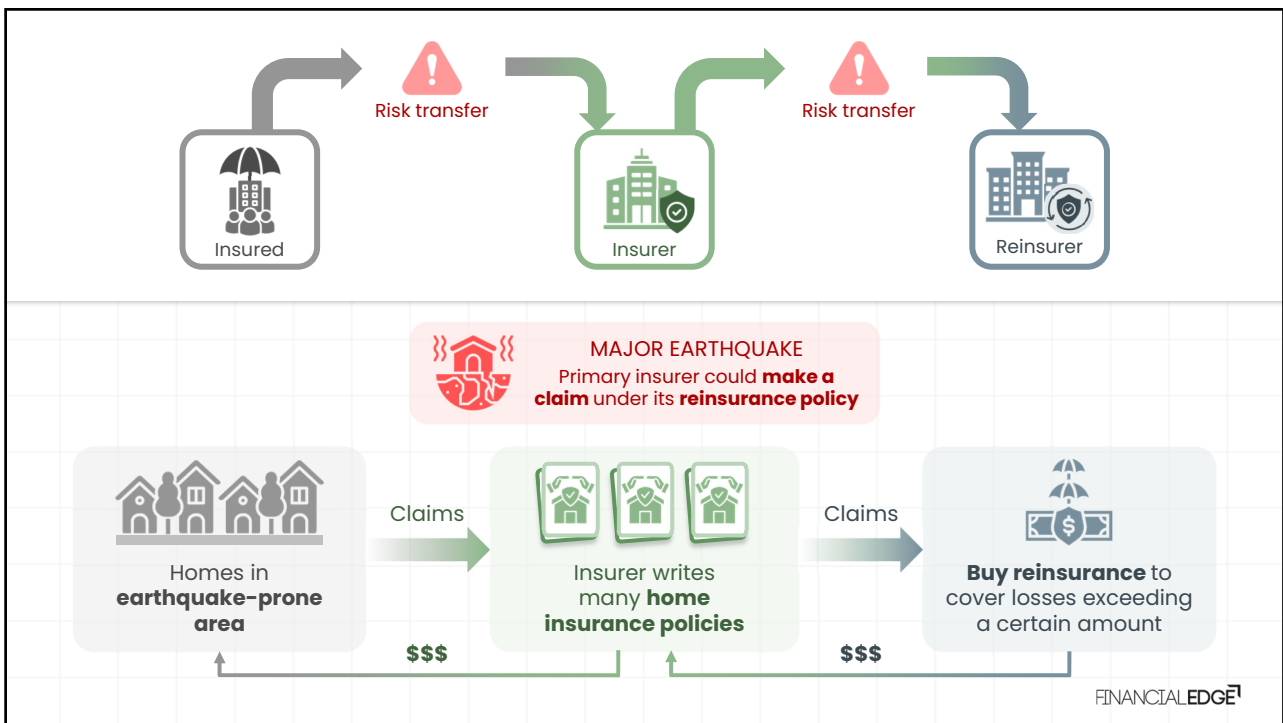 Risk transfer
Risk transfer
Insured
Insurer
Reinsurer
MAJOR EARTHQUAKE
Primary insurer could make a
claim under its reinsurance policy
Claims
Claims
Homes in
earthquake-prone
area
Insurer writes
many home
insurance policies
$
Buy reinsurance to
cover losses exceeding
a certain amount
$$$
$$$
FINANCIALEDGE